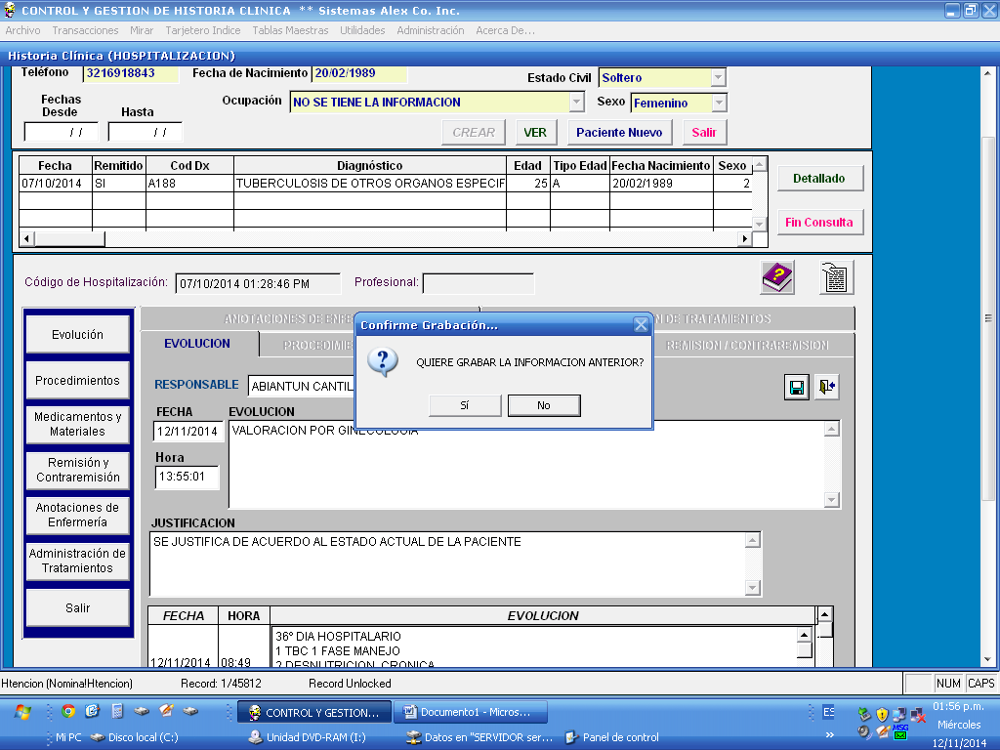 CONTROL Y GESTION DE HISTORIA CLINICA ** Sistemas Alex Co. Inc.
Archivo Transacciones Mirar Tarjetero Indice Tablas Maestras Utilidades Administración Acerca De...
Historia Clínica (HOSPITALIZACION)
Teléfono 3216918843 Fecha de Nacimiento 20/02/1989 Estado Civil Soltero
Fechas
Desde Hasta Ocupación NO SE TIENE LA INFORMACION Sexo Femenino
/ / / /
CREAR VER Paciente Nuevo Salir
Fecha Remitido Cod Dx Diagnóstico Edad Tipo Edad Fecha Nacimiento Sexo
07/10/2014 SI A188 TUBERCULOSIS DE OTROS ORGANOS ESPECIF 25 A 20/02/1989 2
Detallado
Fin Consulta
Código de Hospitalización: 07/10/2014 01:28:46 PM Profesional:
ANOTACIONES DE ENFE N DE TRATAMIENTOS
EVOLUCION PROCEDIMIE REMISION / CONTRAREMISION
Confirme Grabación...
QUIERE GRABAR LA INFORMACION ANTERIOR?
Sí No
Evolución
Procedimientos
Medicamentos y
Materiales
Remisión y
Contraremisión
Anotaciones de
Enfermería
Administración de
Tratamientos
Salir
RESPONSABLE ABIANTUN CANTIL
FECHA EVOLUCION
12/11/2014 VALORACION POR GINECOLOGIA
Hora
13:55:01
JUSTIFICACION
SE JUSTIFICA DE ACUERDO AL ESTADO ACTUAL DE LA PACIENTE
FECHA HORA EVOLUCION
36º DIA HOSPITALARIO
1 TBC 1 FASE MANEJO
12/11/2014 08:49 2 DESNUTRICION CRONICA
Htencion (Nominal!Htencion) Record: 1/45812 Record Unlocked NUM CAPS
CONTROL Y GESTION... Documento1 - Micros... ES 01:56 p.m.
Mi PC Disco local (C:) Unidad DVD-RAM (I:) Datos en "SERVIDOR ser... Panel de control » MSG Miércoles
12/11/2014